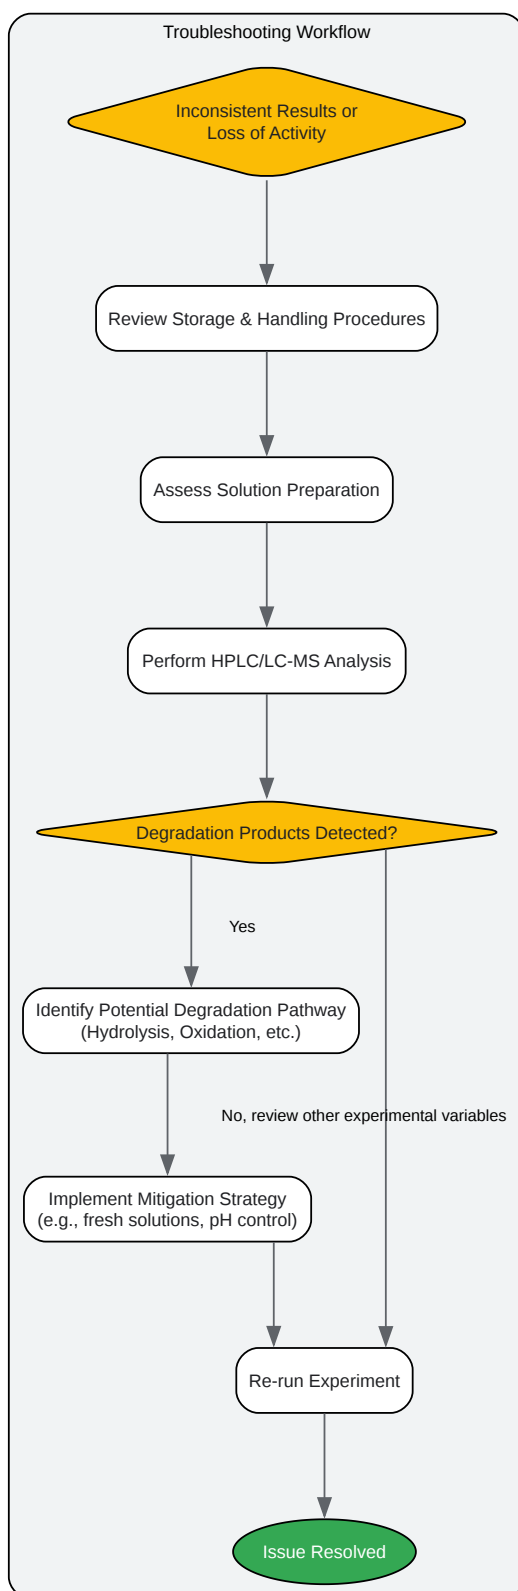 Troubleshooting Workflow
Inconsistent Results or
Loss of Activity
Review Storage & Handling Procedures
Assess Solution Preparation
Perform HPLC/LC-MS Analysis
Degradation Products Detected?
Yes
Identify Potential Degradation Pathway
(Hydrolysis, Oxidation, etc.)
No, review other experimental variables
Implement Mitigation Strategy
(e.g., fresh solutions, pH control)
Re-run Experiment
Issue Resolved